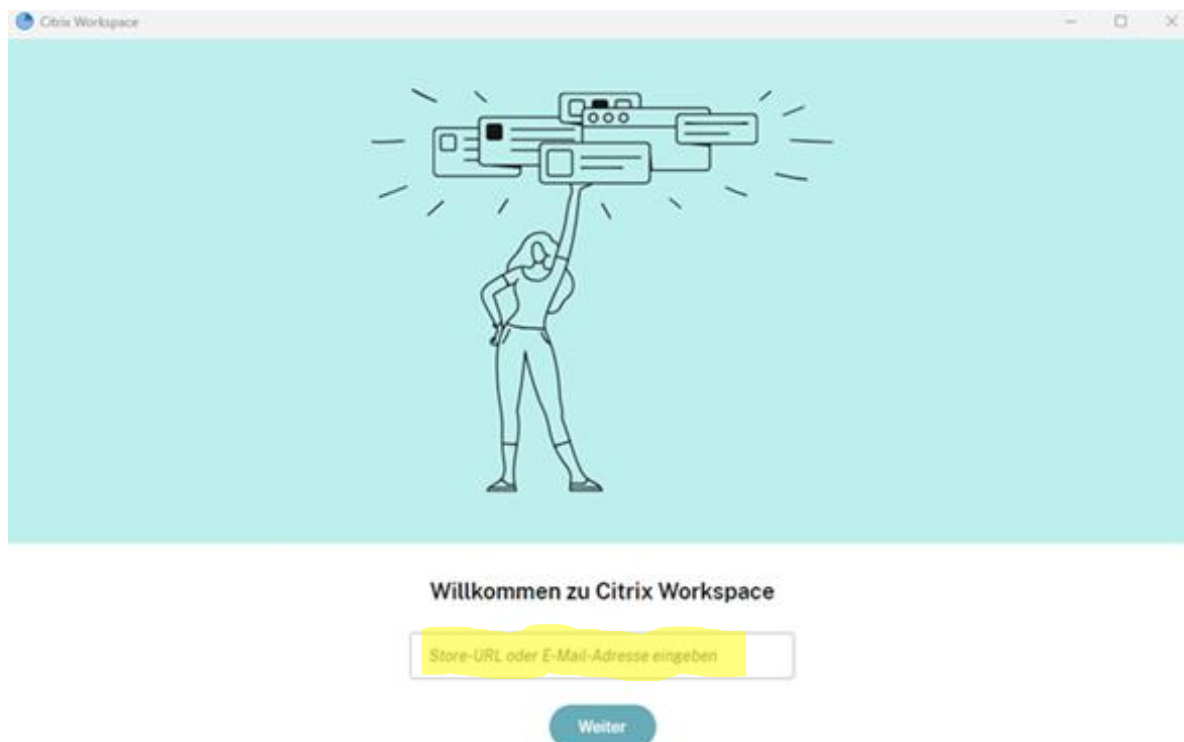 Citrix Workspace
Willkommen zu Citrix Workspace
Store-URL oder E-Mail-Adresse eingeben
Weiter